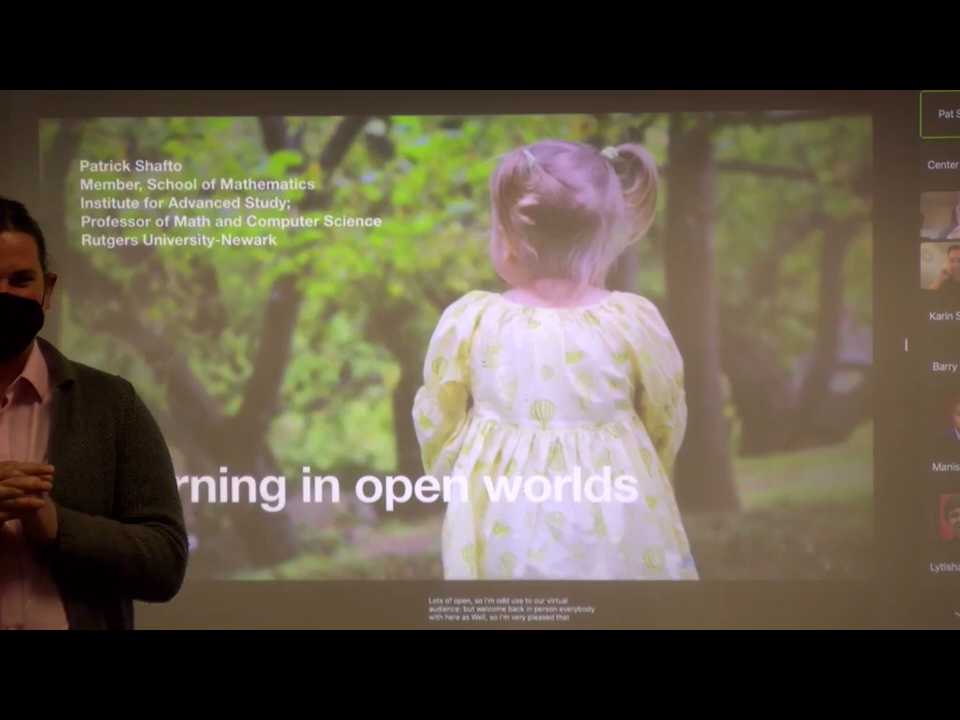 Patrick Shafto
Member, School of Mathematics
Institute for Advanced Study;
Professor of Math and Computer Science
Rutgers University-Newark
rning in open worlds
Lots of open, so i'm odd use to our virtual
audience: but welcome back in person everybody
with here as Well, so i'm very pleased that
Pat S
Center
Karin S
Barry
Manis
Lytisha